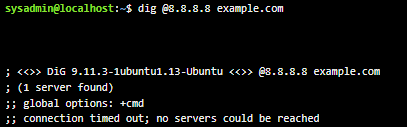 sysadmin@localhost:~$ dig @8.8.8.8 example.com
; <<>> DiG 9.11.3-1ubuntu1.13-Ubuntu <<>> @8.8.8.8 example.com
; (1 server found)
;; global options: +cmd
;; connection timed out; no servers could be reached